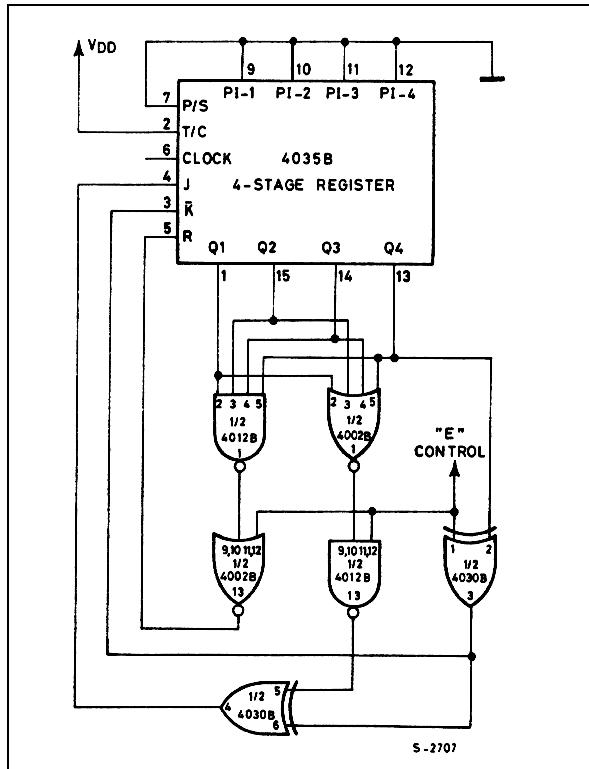 VDD
9 10 11 12
PI-1 PI-2 PI-3 PI-4
7 P/S
2 T/C
6 CLOCK 4035B
4 J 4-STAGE REGISTER
3 K̅
5 R
Q1 Q2 Q3 Q4
1 15 14 13
2 3 4 5
1/2
4012B
1
2 3 4 5
1/2
4002B
1
"E"
CONTROL
9,10 11,12
1/2
4002B
13
9,10 11,12
1/2
4012B
13
1 2
1/2
4030B
3
1/2
4030B
4
5
6
S-2707